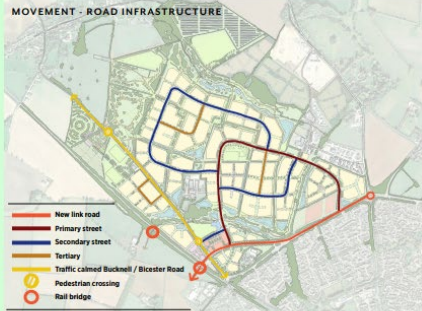 MOVEMENT - ROAD INFRASTRUCTURE
New link road
Primary street
Secondary street
Tertiary
Traffic calmed Bucknell / Bicester Road
Pedestrian crossing
Rail bridge